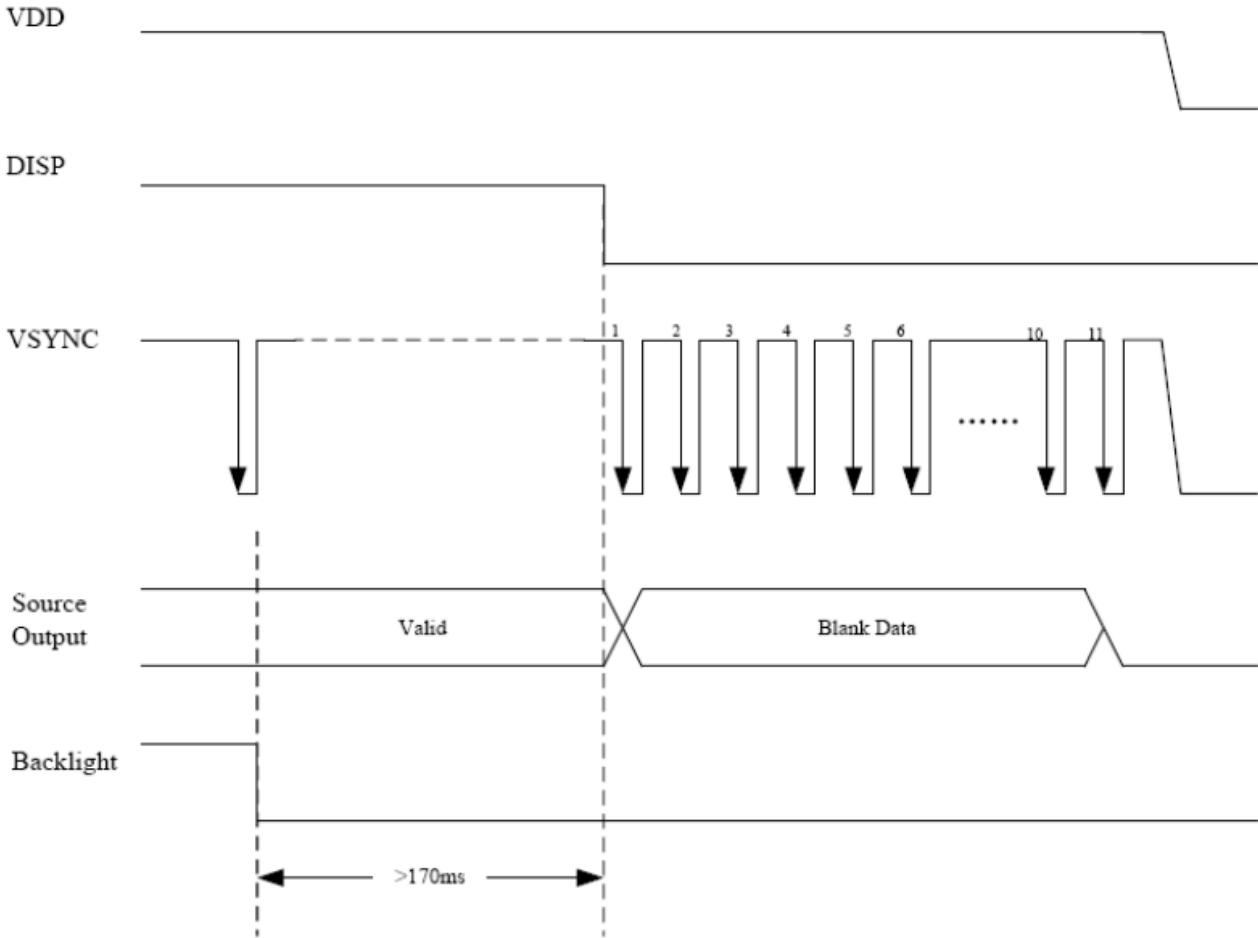 VDD
DISP
VSYNC
1 2 3 4 5 6 10 11
......
Source
Output
Valid
Blank Data
Backlight
>170ms